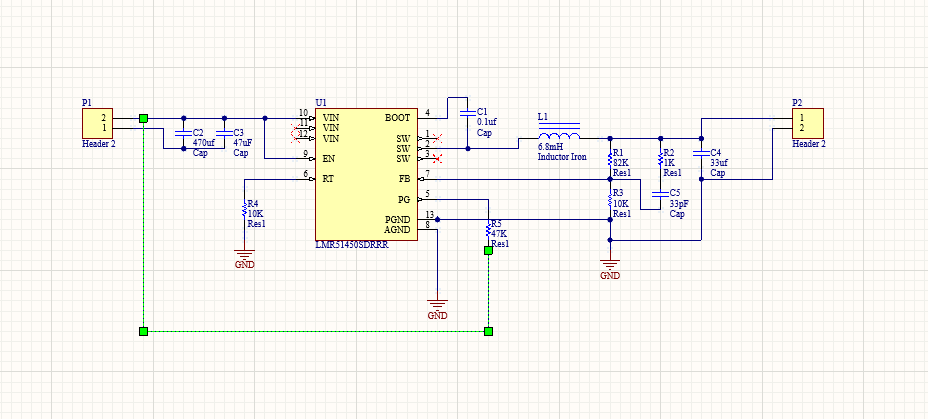 P1
2
1
Header 2
C2
470uf
Cap
C3
47uF
Cap
U1
10
VIN
11
VIN
12
VIN
9
EN
6
RT
BOOT
4
SW
1
SW
2
SW
3
FB
7
PG
5
PGND
13
AGND
8
LMR51450SDRRR
R4
10K
Res1
GND
C1
0.1uf
Cap
L1
6.8mH
Inductor Iron
R1
82K
Res1
R2
1K
Res1
C4
33uf
Cap
R3
10K
Res1
C5
33pF
Cap
R5
47K
Res1
GND
GND
P2
1
2
Header 2